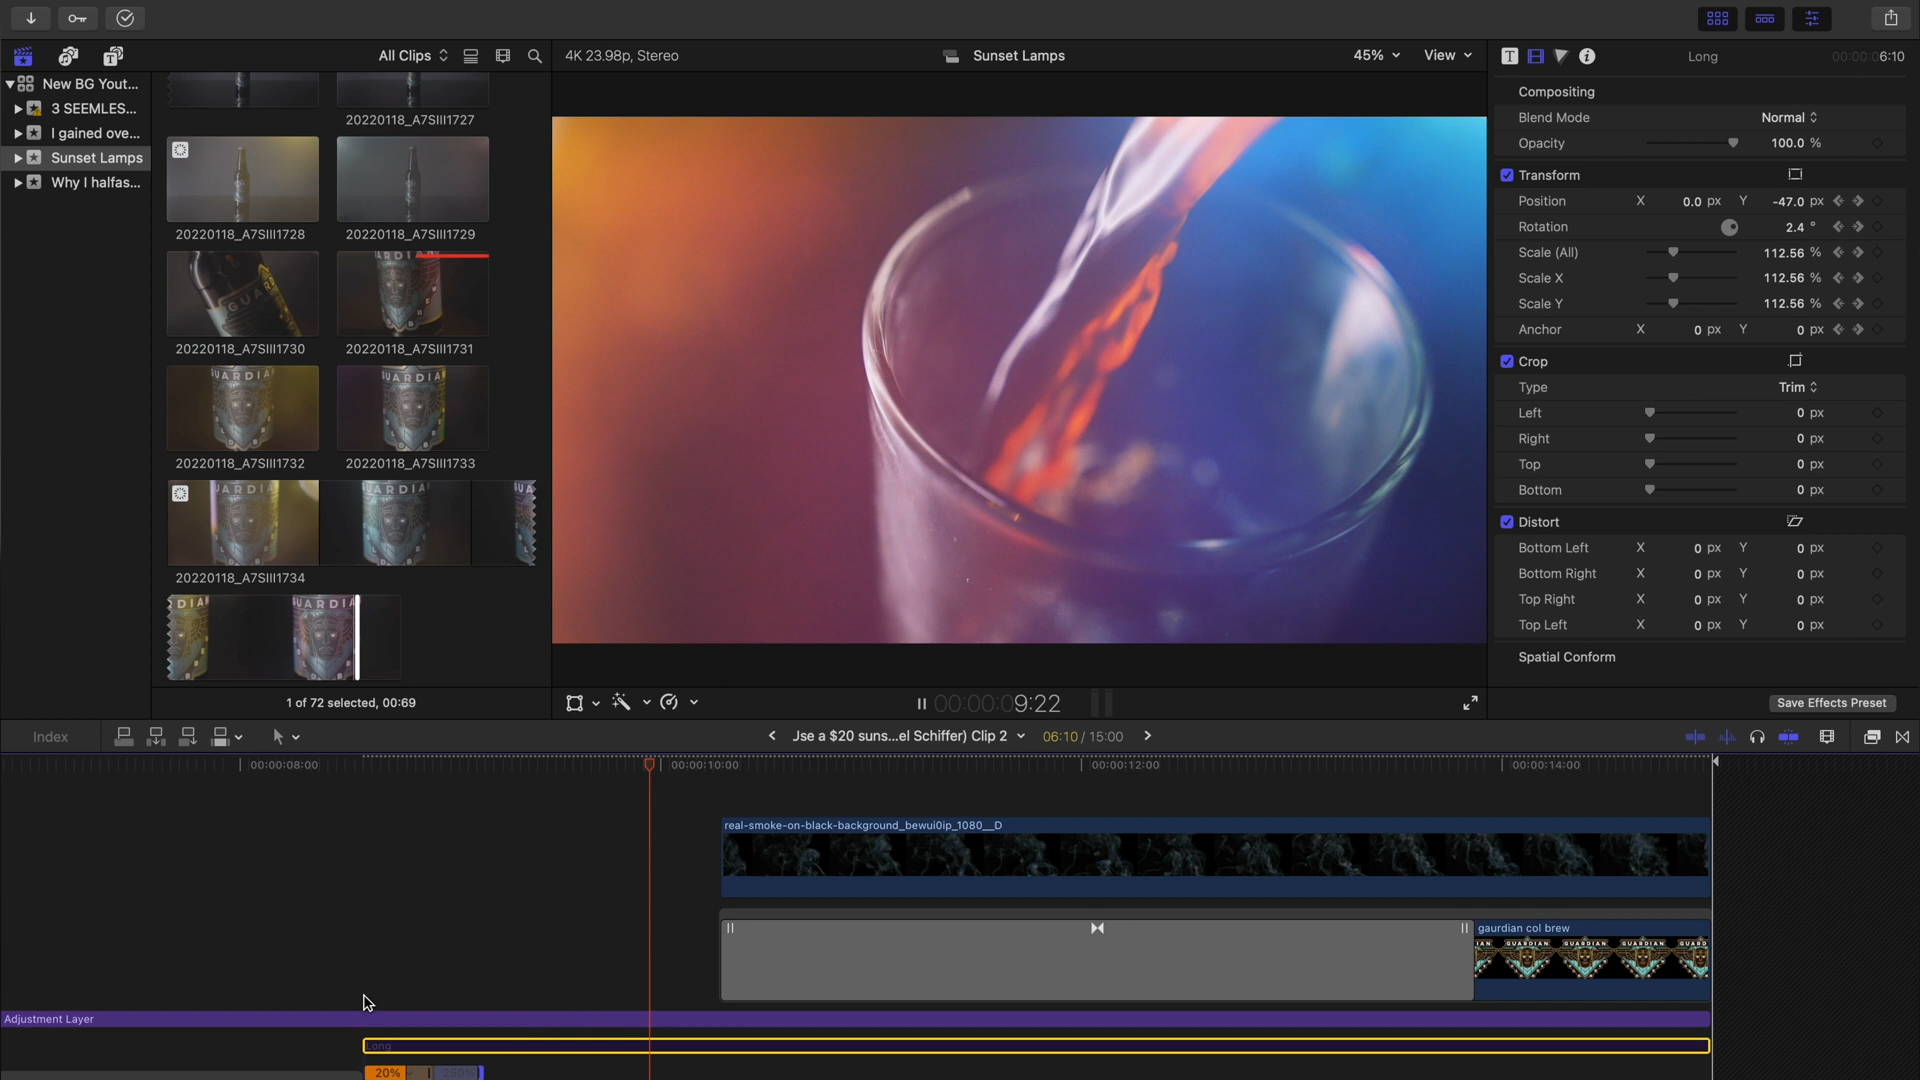 All Clips
4K 23.98p, Stereo
Sunset Lamps
45%
View
Long
00:00:06:10
New BG Yout...
3 SEEMLES...
I gained ove...
Sunset Lamps
Why I halfas...
20220118_A7SIII1727
20220118_A7SIII1728
20220118_A7SIII1729
20220118_A7SIII1730
20220118_A7SIII1731
20220118_A7SIII1732
20220118_A7SIII1733
20220118_A7SIII1734
1 of 72 selected, 00:69
Compositing
Blend Mode Normal
Opacity 100.0 %
Transform
Position X 0.0 px Y -47.0 px
Rotation 2.4 °
Scale (All) 112.56 %
Scale X 112.56 %
Scale Y 112.56 %
Anchor X 0 px Y 0 px
Crop
Type Trim
Left 0 px
Right 0 px
Top 0 px
Bottom 0 px
Distort
Bottom Left X 0 px Y 0 px
Bottom Right X 0 px Y 0 px
Top Right X 0 px Y 0 px
Top Left X 0 px Y 0 px
Spatial Conform
Save Effects Preset
00:00:00 9:22
Index
Jse a $20 suns...el Schiffer) Clip 2
06:10 / 15:00
00:00:08:00
00:00:10:00
00:00:12:00
00:00:14:00
real-smoke-on-black-background_bewui0ip_1080__D
gaurdian col brew
Adjustment Layer
Long
20%